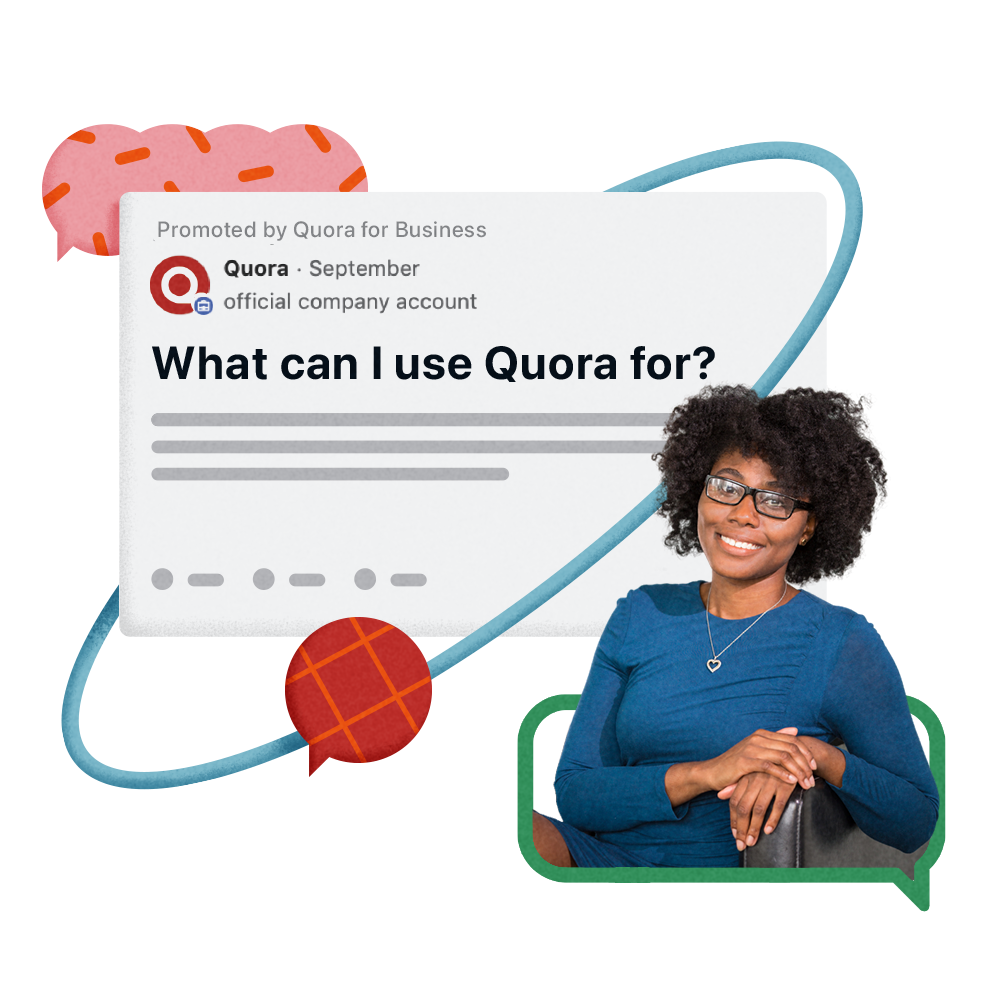 Promoted by Quora for Business
Quora · September
official company account
What can I use Quora for?